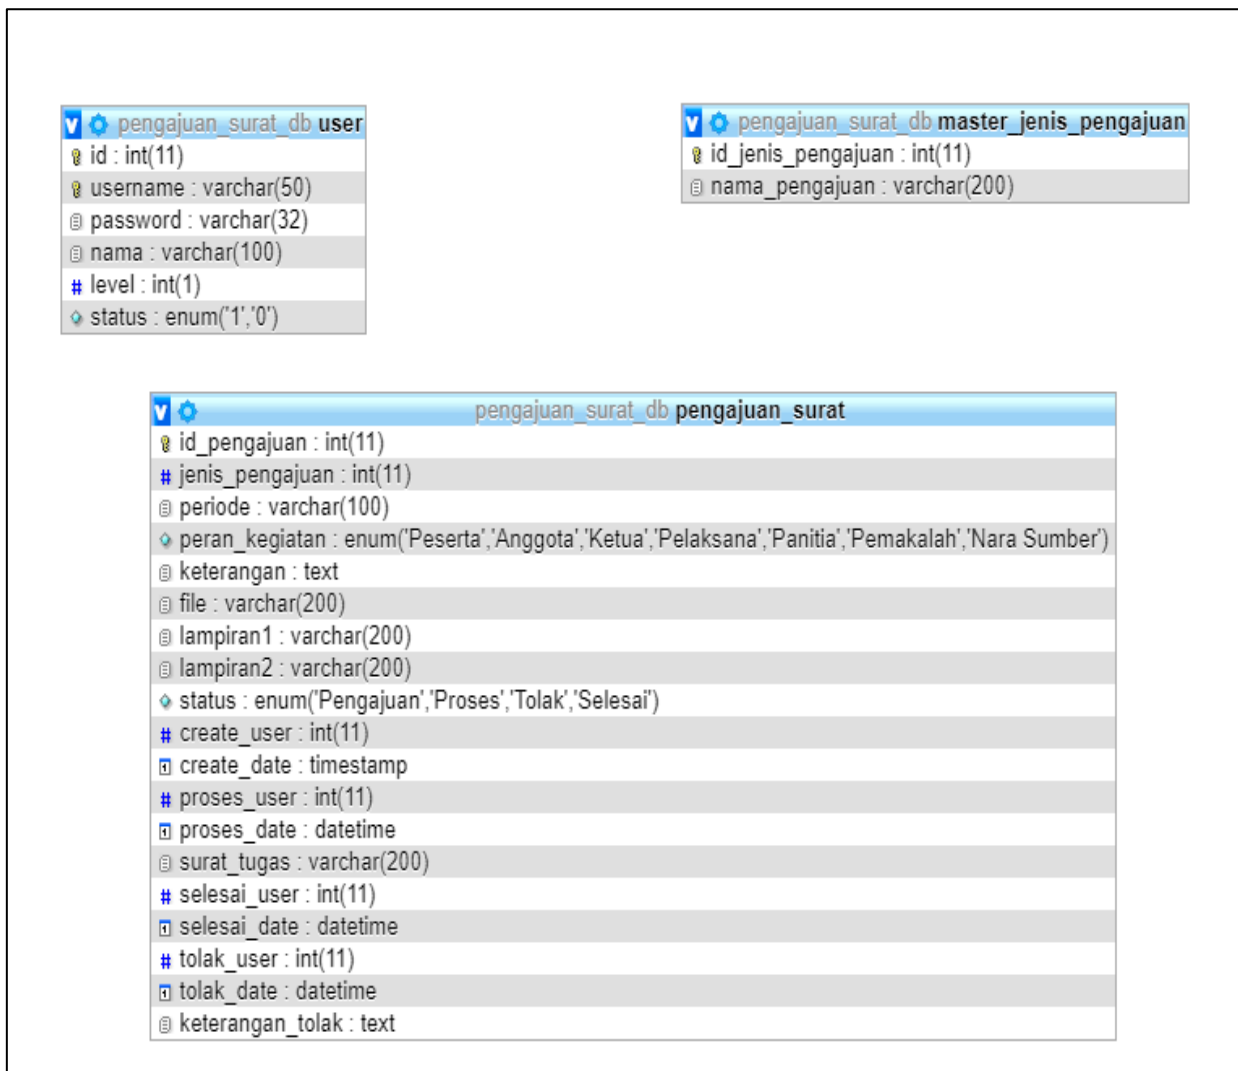 pengajuan_surat_db user
id : int(11)
username : varchar(50)
password : varchar(32)
nama : varchar(100)
level : int(1)
status : enum('1','0')
pengajuan_surat_db master_jenis_pengajuan
id_jenis_pengajuan : int(11)
nama_pengajuan : varchar(200)
pengajuan_surat_db pengajuan_surat
id_pengajuan : int(11)
jenis_pengajuan : int(11)
periode : varchar(100)
peran_kegiatan : enum('Peserta','Anggota','Ketua','Pelaksana','Panitia','Pemakalah','Nara Sumber')
keterangan : text
file : varchar(200)
lampiran1 : varchar(200)
lampiran2 : varchar(200)
status : enum('Pengajuan','Proses','Tolak','Selesai')
create_user : int(11)
create_date : timestamp
proses_user : int(11)
proses_date : datetime
surat_tugas : varchar(200)
selesai_user : int(11)
selesai_date : datetime
tolak_user : int(11)
tolak_date : datetime
keterangan_tolak : text